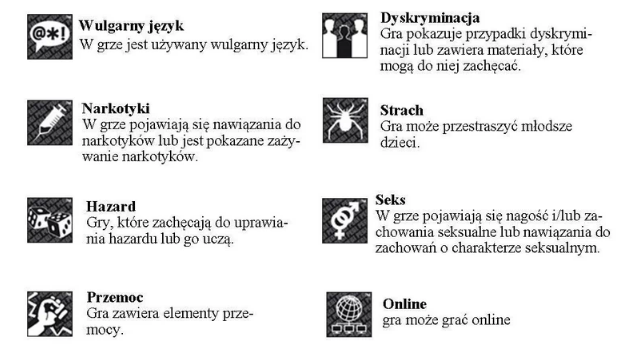 @*!
Wulgarny język
W grze jest używany wulgarny język.
Dyskryminacja
Gra pokazuje przypadki dyskrymi-
nacji lub zawiera materiały, które
mogą do niej zachęcać.
Narkotyki
W grze pojawiają się nawiązania do
narkotyków lub jest pokazane zaży-
wanie narkotyków.
Strach
Gra może przestraszyć młodsze
dzieci.
Hazard
Gry, które zachęcają do uprawia-
nia hazardu lub go uczą.
Seks
W grze pojawiają się nagość i/lub za-
chowania seksualne lub nawiązania do
zachowań o charakterze seksualnym.
Przemoc
Gra zawiera elementy prze-
mocy.
Online
gra może grać online